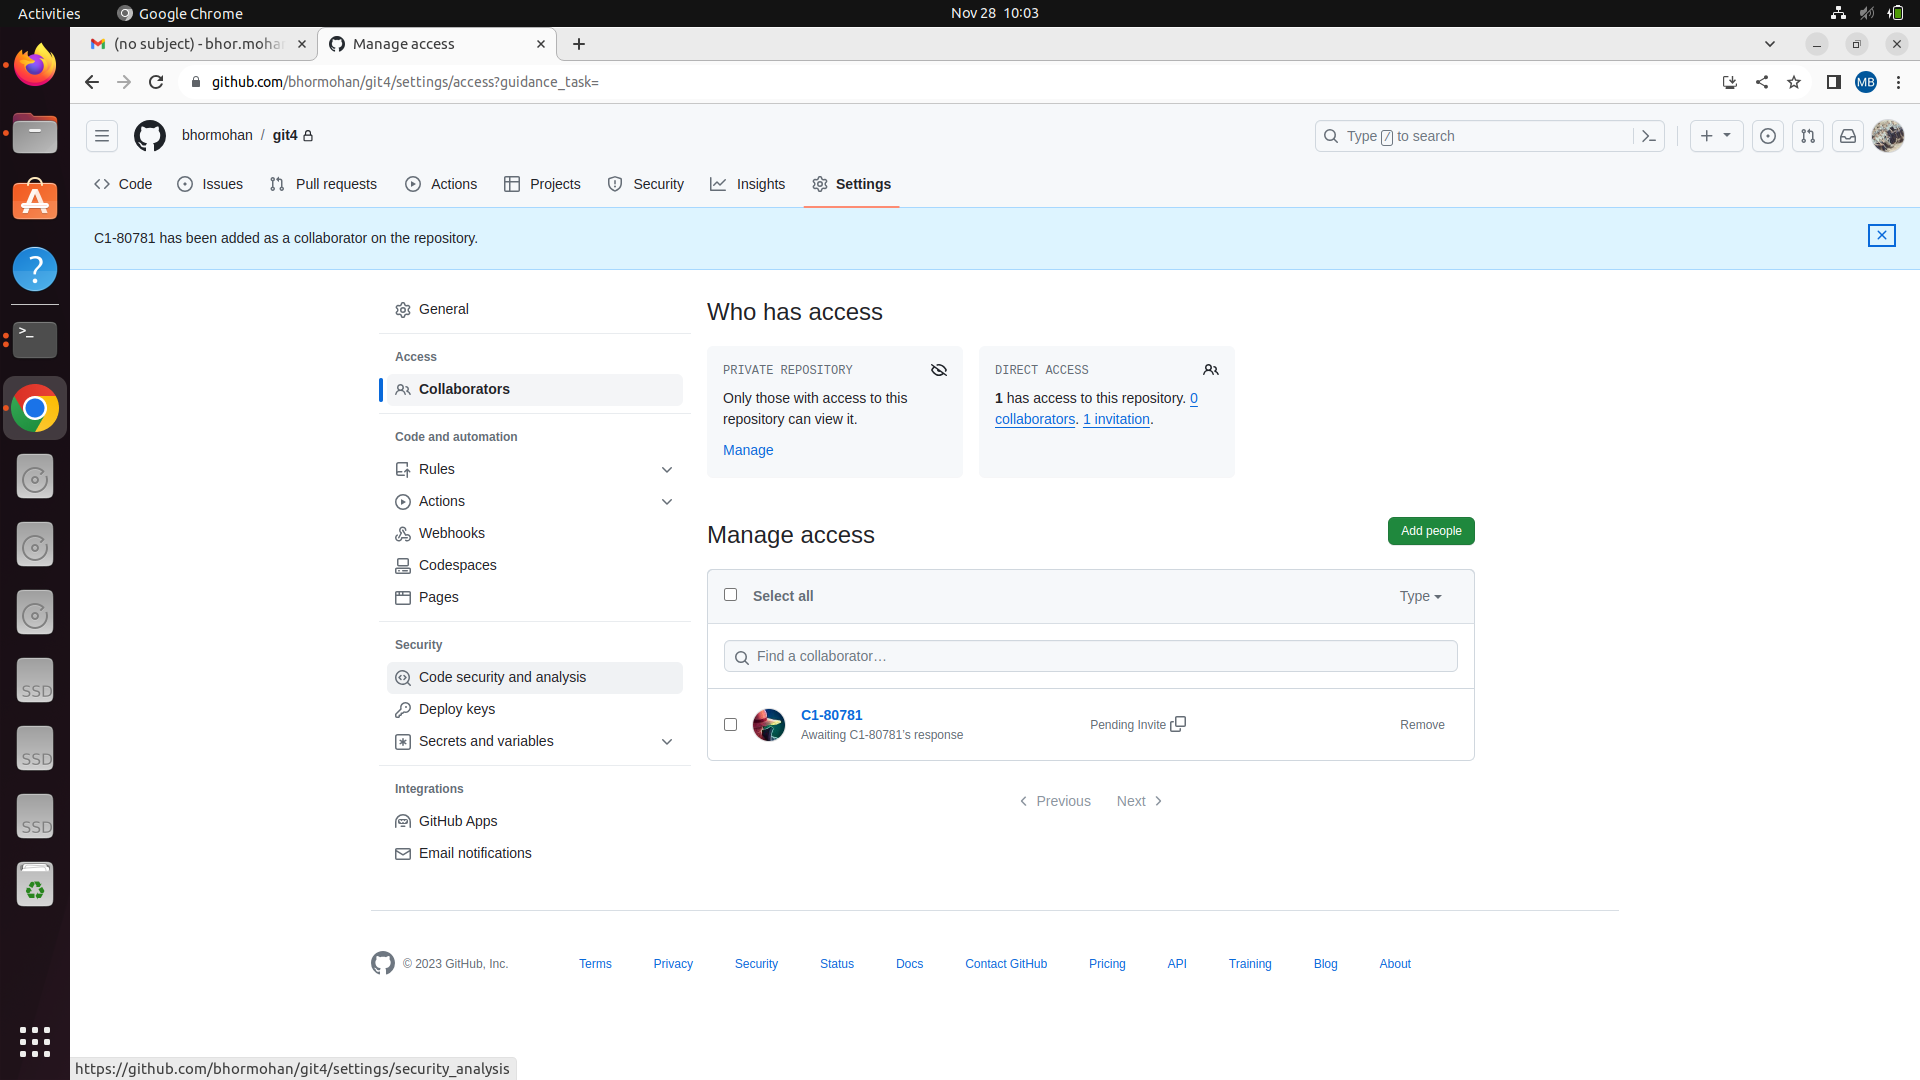 Activities
Google Chrome
Nov 28 10:03
(no subject) - bhor.mohan
Manage access
github.com/bhormohan/git4/settings/access?guidance_task=
MB
bhormohan / git4
Type / to search
Code
Issues
Pull requests
Actions
Projects
Security
Insights
Settings
C1-80781 has been added as a collaborator on the repository.
General
Access
Collaborators
Code and automation
Rules
Actions
Webhooks
Codespaces
Pages
Security
Code security and analysis
Deploy keys
Secrets and variables
Integrations
GitHub Apps
Email notifications
Who has access
PRIVATE REPOSITORY
Only those with access to this
repository can view it.
Manage
DIRECT ACCESS
1 has access to this repository. 0
collaborators. 1 invitation.
Manage access
Add people
Select all
Type
Find a collaborator…
C1-80781
Awaiting C1-80781's response
Pending Invite
Remove
Previous
Next
© 2023 GitHub, Inc.
Terms
Privacy
Security
Status
Docs
Contact GitHub
Pricing
API
Training
Blog
About
SSD
SSD
SSD
https://github.com/bhormohan/git4/settings/security_analysis